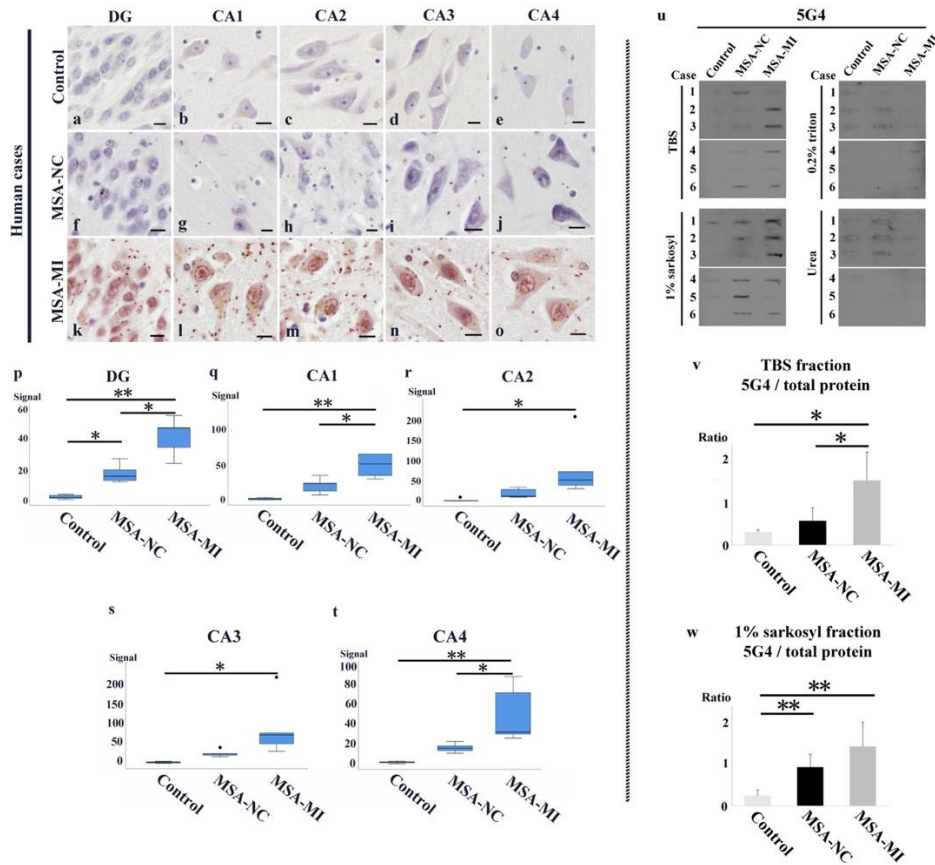 DG CA1 CA2 CA3 CA4
Human cases
Control
a b c d e
MSA-NC
f g h i j
MSA-MI
k l m n o
p DG
Signal
** * *
60
40
20
0
Control MSA-NC MSA-MI
q CA1
Signal
** *
100
50
0
Control MSA-NC MSA-MI
r CA2
Signal
*
200
150
100
50
0
Control MSA-NC MSA-MI
s CA3
Signal
*
200
150
100
50
0
Control MSA-NC MSA-MI
t CA4
Signal
** *
100
80
60
40
20
0
Control MSA-NC MSA-MI
u 5G4
Case Control MSA-NC MSA-MI
TBS
1
2
3
4
5
6
Case Control MSA-NC MSA-MI
0.2% triton
1
2
3
4
5
6
1% sarkosyl
1
2
3
4
5
6
Urea
1
2
3
4
5
6
v TBS fraction
5G4 / total protein
Ratio
* *
2
1
0
Control MSA-NC MSA-MI
w 1% sarkosyl fraction
5G4 / total protein
Ratio
** **
2
1
0
Control MSA-NC MSA-MI